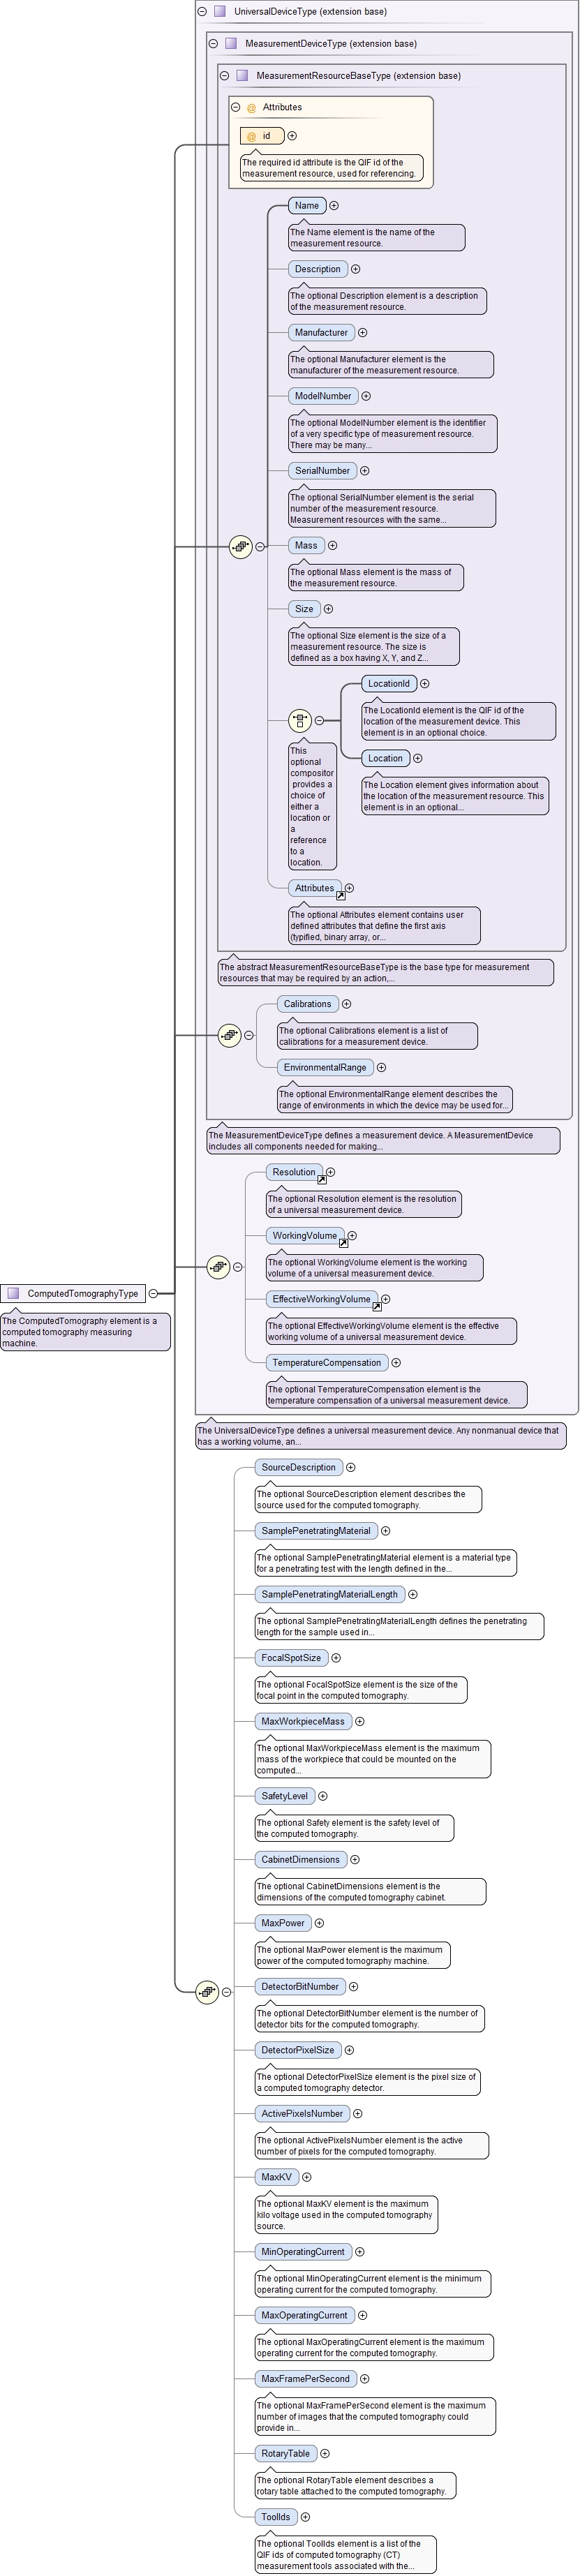 UniversalDeviceType (extension base)
MeasurementDeviceType (extension base)
MeasurementResourceBaseType (extension base)
@ Attributes
@ id
The required id attribute is the QIF id of the
measurement resource, used for referencing.
Name
The Name element is the name of the
measurement resource.
Description
The optional Description element is a description
of the measurement resource.
Manufacturer
The optional Manufacturer element is the
manufacturer of the measurement resource.
ModelNumber
The optional ModelNumber element is the identifier
of a very specific type of measurement resource.
There may be many...
SerialNumber
The optional SerialNumber element is the serial
number of the measurement resource.
Measurement resources with the same...
Mass
The optional Mass element is the mass of
the measurement resource.
Size
The optional Size element is the size of a
measurement resource. The size is
defined as a box having X, Y, and Z...
LocationId
The LocationId element is the QIF id of the
location of the measurement device. This
element is in an optional choice.
Location
The Location element gives information about
the location of the measurement resource. This
element is in an optional...
This
optional
compositor
provides a
choice of
either a
location or
a
reference
to a
location.
Attributes
The optional Attributes element contains user
defined attributes that define the first axis
(typified, binary array, or...
The abstract MeasurementResourceBaseType is the base type for measurement
resources that may be required by an action,...
Calibrations
The optional Calibrations element is a list of
calibrations for a measurement device.
EnvironmentalRange
The optional EnvironmentalRange element describes the
range of environments in which the device may be used for...
The MeasurementDeviceType defines a measurement device. A MeasurementDevice
includes all components needed for making...
Resolution
The optional Resolution element is the resolution
of a universal measurement device.
WorkingVolume
The optional WorkingVolume element is the working
volume of a universal measurement device.
EffectiveWorkingVolume
The optional EffectiveWorkingVolume element is the effective
working volume of a universal measurement device.
TemperatureCompensation
The optional TemperatureCompensation element is the
temperature compensation of a universal measurement device.
ComputedTomographyType
The ComputedTomography element is a
computed tomography measuring
machine.
The UniversalDeviceType defines a universal measurement device. Any nonmanual device that
has a working volume, an...
SourceDescription
The optional SourceDescription element describes the
source used for the computed tomography.
SamplePenetratingMaterial
The optional SamplePenetratingMaterial element is a material type
for a penetrating test with the length defined in the...
SamplePenetratingMaterialLength
The optional SamplePenetratingMaterialLength defines the penetrating
length for the sample used in...
FocalSpotSize
The optional FocalSpotSize element is the size of the
focal point in the computed tomography.
MaxWorkpieceMass
The optional MaxWorkpieceMass element is the maximum
mass of the workpiece that could be mounted on the
computed...
SafetyLevel
The optional Safety element is the safety level of
the computed tomography.
CabinetDimensions
The optional CabinetDimensions element is the
dimensions of the computed tomography cabinet.
MaxPower
The optional MaxPower element is the maximum
power of the computed tomography machine.
DetectorBitNumber
The optional DetectorBitNumber element is the number of
detector bits for the computed tomography.
DetectorPixelSize
The optional DetectorPixelSize element is the pixel size of
a computed tomography detector.
ActivePixelsNumber
The optional ActivePixelsNumber element is the active
number of pixels for the computed tomography.
MaxKV
The optional MaxKV element is the maximum
kilo voltage used in the computed tomography
source.
MinOperatingCurrent
The optional MinOperatingCurrent element is the minimum
operating current for the computed tomography.
MaxOperatingCurrent
The optional MaxOperatingCurrent element is the maximum
operating current for the computed tomography.
MaxFramePerSecond
The optional MaxFramePerSecond element is the maximum
number of images that the computed tomography could
provide in...
RotaryTable
The optional RotaryTable element describes a
rotary table attached to the computed tomography.
ToolIds
The optional ToolIds element is a list of the
QIF ids of computed tomography (CT)
measurement tools associated with the...